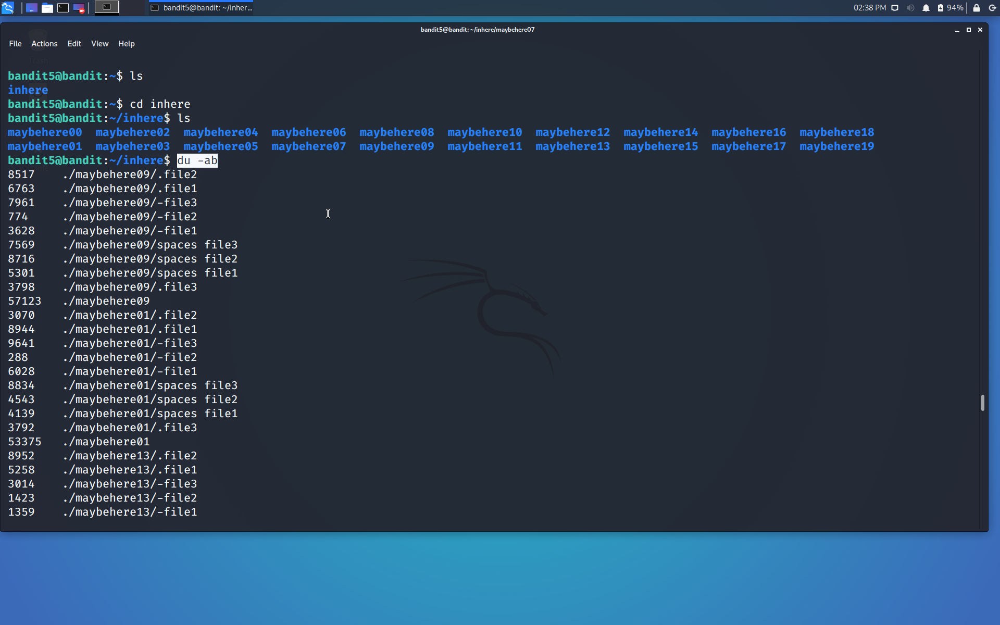 bandit5@bandit: ~/inher...
02:38 PM
94%
bandit5@bandit: ~/inhere/maybehere07
File Actions Edit View Help
bandit5@bandit:~$ ls
inhere
bandit5@bandit:~$ cd inhere
bandit5@bandit:~/inhere$ ls
maybehere00 maybehere02 maybehere04 maybehere06 maybehere08 maybehere10 maybehere12 maybehere14 maybehere16 maybehere18
maybehere01 maybehere03 maybehere05 maybehere07 maybehere09 maybehere11 maybehere13 maybehere15 maybehere17 maybehere19
bandit5@bandit:~/inhere$ du -ab
8517 ./maybehere09/.file2
6763 ./maybehere09/.file1
7961 ./maybehere09/-file3
774 ./maybehere09/-file2
3628 ./maybehere09/-file1
7569 ./maybehere09/spaces file3
8716 ./maybehere09/spaces file2
5301 ./maybehere09/spaces file1
3798 ./maybehere09/.file3
57123 ./maybehere09
3070 ./maybehere01/.file2
8944 ./maybehere01/.file1
9641 ./maybehere01/-file3
288 ./maybehere01/-file2
6028 ./maybehere01/-file1
8834 ./maybehere01/spaces file3
4543 ./maybehere01/spaces file2
4139 ./maybehere01/spaces file1
3792 ./maybehere01/.file3
53375 ./maybehere01
8952 ./maybehere13/.file2
5258 ./maybehere13/.file1
3014 ./maybehere13/-file3
1423 ./maybehere13/-file2
1359 ./maybehere13/-file1